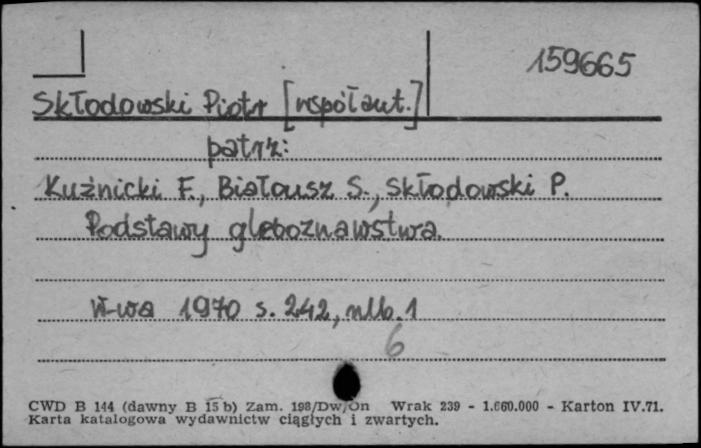 159665
Skłodowski Piotr [współaut.]
patrz:
Kuźnicki F., Białousz S., Skłodowski P.
Podstawy gleboznawstwa.
W-wa 1970 s. 242, nlb. 1
6
CWD B 144 (dawny B 15 b) Zam. 198/Dw/On Wrak 239 - 1.660.000 - Karton IV.71.
Karta katalogowa wydawnictw ciągłych i zwartych.